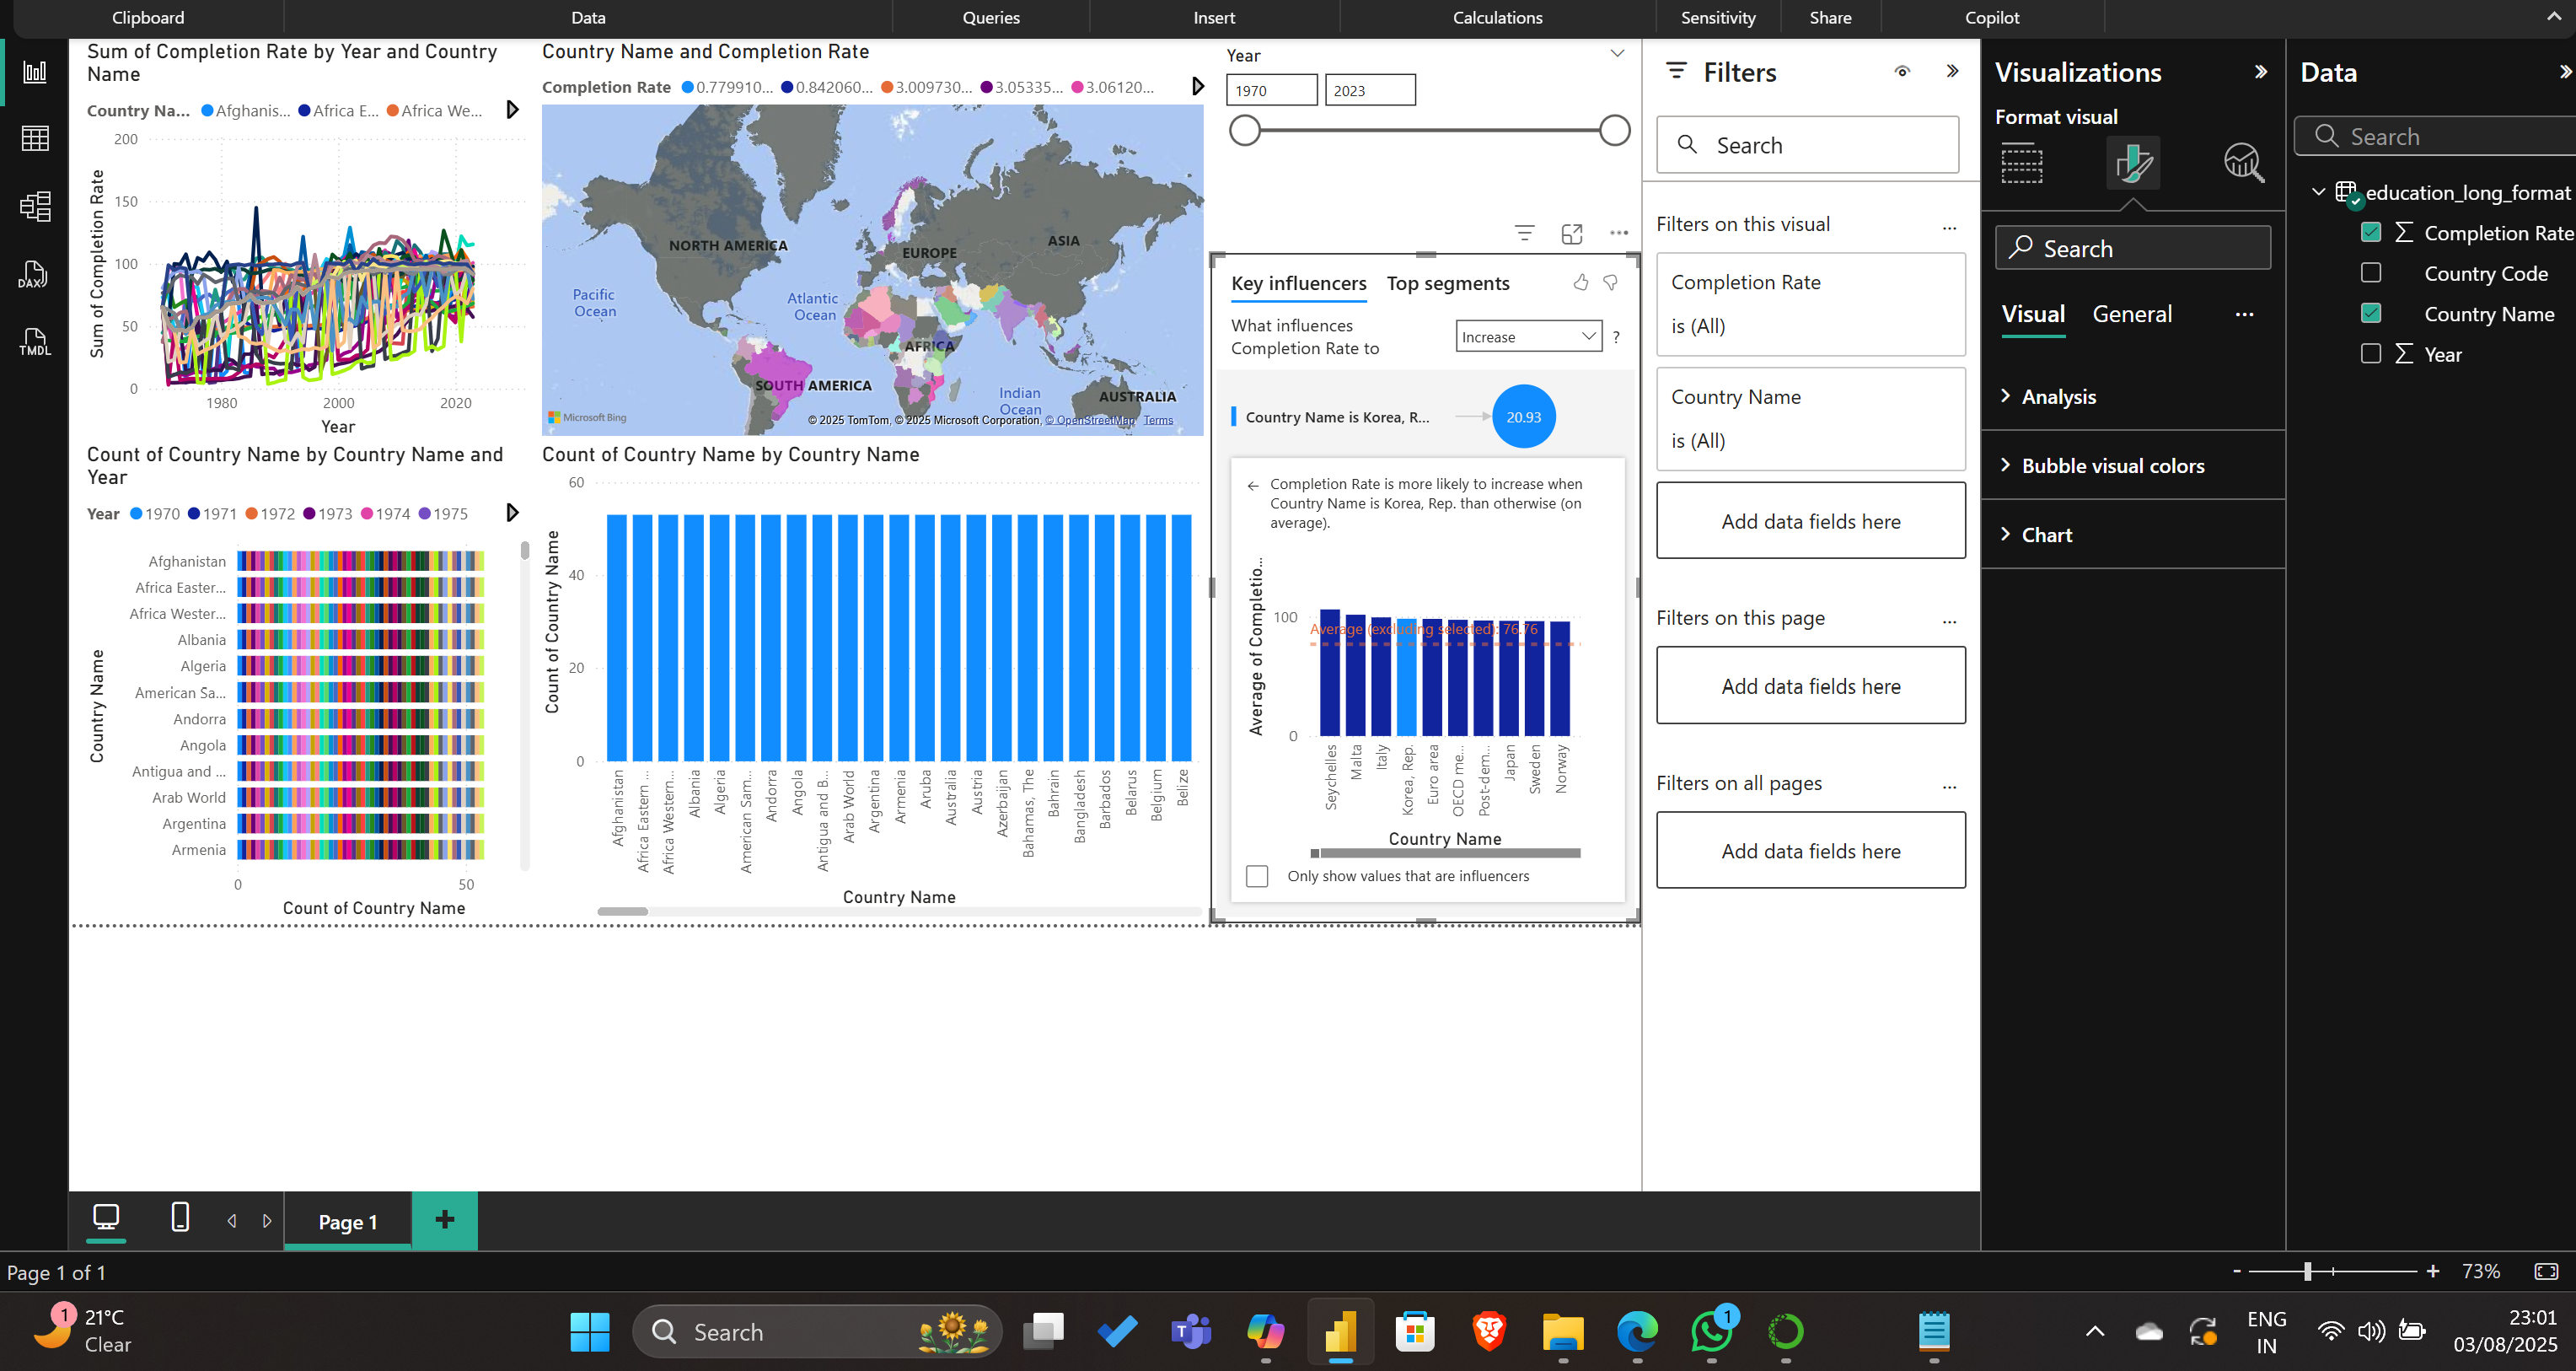 Clipboard
Data
Queries
Insert
Calculations
Sensitivity
Share
Copilot
Sum of Completion Rate by Year and Country
Name
Country Na... Afghanis... Africa E... Africa We...
200
150
100
50
0
Sum of Completion Rate
1980
2000
2020
Year
Country Name and Completion Rate
Completion Rate 0.779910... 0.842060... 3.009730... 3.05335... 3.06120...
NORTH AMERICA
EUROPE
ASIA
Pacific
Ocean
Atlantic
Ocean
AFRICA
SOUTH AMERICA
Indian
Ocean
AUSTRALIA
Microsoft Bing
© 2025 TomTom, © 2025 Microsoft Corporation, © OpenStreetMap Terms
Count of Country Name by Country Name and
Year
Year 1970 1971 1972 1973 1974 1975
Country Name
Afghanistan
Africa Easter...
Africa Wester...
Albania
Algeria
American Sa...
Andorra
Angola
Antigua and ...
Arab World
Argentina
Armenia
0
50
Count of Country Name
Count of Country Name by Country Name
60
40
20
0
Count of Country Name
Afghanistan
Africa Eastern ...
Africa Western...
Albania
Algeria
American Sam...
Andorra
Angola
Antigua and B...
Arab World
Argentina
Armenia
Aruba
Australia
Austria
Azerbaijan
Bahamas, The
Bahrain
Bangladesh
Barbados
Belarus
Belgium
Belize
Country Name
Year
1970
2023
Key influencers
Top segments
What influences
Completion Rate to
Increase
?
Country Name is Korea, R...
20.93
Completion Rate is more likely to increase when
Country Name is Korea, Rep. than otherwise (on
average).
Average of Completio...
100
0
Average (excluding selected): 76.76
Seychelles
Malta
Italy
Korea, Rep.
Euro area
OECD me...
Post-dem...
Japan
Sweden
Norway
Country Name
Only show values that are influencers
Filters
Search
Filters on this visual
...
Completion Rate
is (All)
Country Name
is (All)
Add data fields here
Filters on this page
...
Add data fields here
Filters on all pages
...
Add data fields here
Visualizations
Format visual
Search
Visual
General
...
Analysis
Bubble visual colors
Chart
Data
Search
education_long_format
Completion Rate
Country Code
Country Name
Year
DAX
TMDL
Page 1
+
Page 1 of 1
-
+
73%
1
21°C
Clear
Search
1
ENG
IN
23:01
03/08/2025